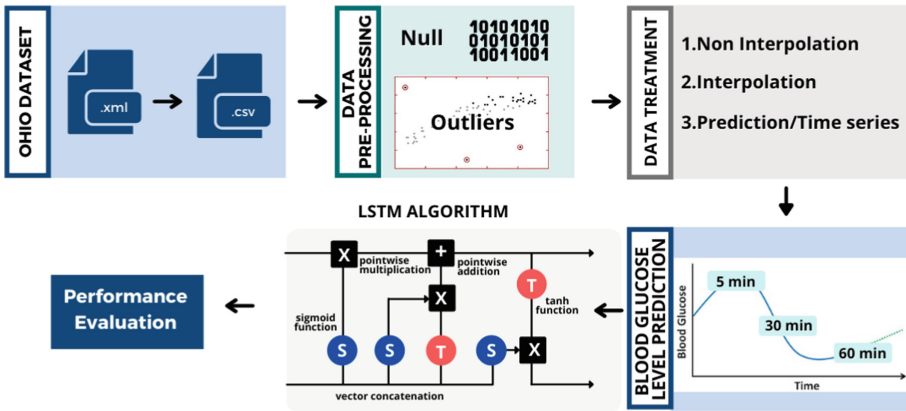 OHIO DATASET
.xml
.csv
DATA
PRE-PROCESSING
Null
10101010
01010101
10011001
Outliers
DATA TREATMENT
1.Non Interpolation
2.Interpolation
3.Prediction/Time series
BLOOD GLUCOSE
LEVEL PREDICTION
Blood Glucose
5 min
30 min
60 min
Time
LSTM ALGORITHM
X
+
pointwise
multiplication
pointwise
addition
T
X
tanh
function
sigmoid
function
S
S
T
S
X
vector concatenation
Performance
Evaluation